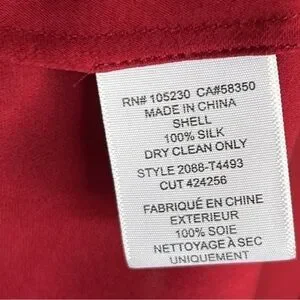 RN# 105230 CA#58350
MADE IN CHINA
SHELL
100% SILK
DRY CLEAN ONLY
STYLE 2088-T4493
CUT 424256
FABRIQUÉ EN CHINE
EXTERIEUR
100% SOIE
NETTOYAGE À SEC
UNIQUEMENT